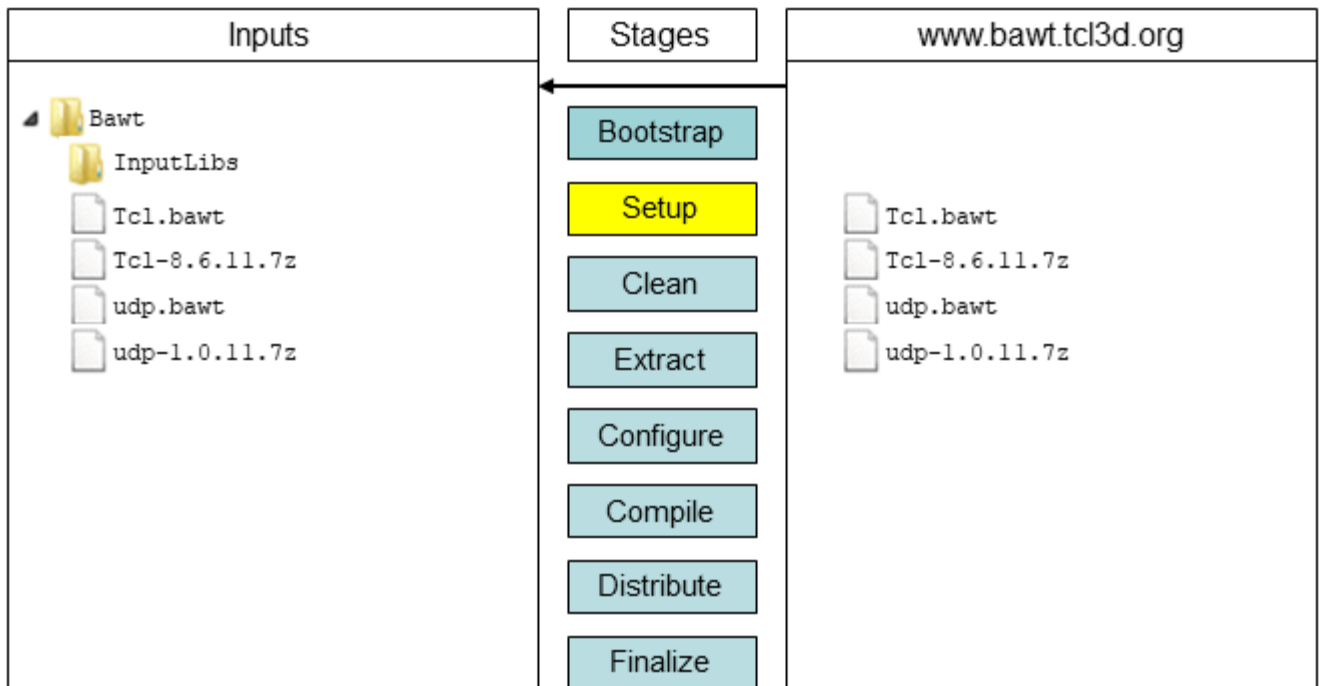 Inputs
Stages
www.bawt.tcl3d.org
Bawt
InputLibs
Tcl.bawt
Tcl-8.6.11.7z
udp.bawt
udp-1.0.11.7z
Bootstrap
Setup
Clean
Extract
Configure
Compile
Distribute
Finalize
Tcl.bawt
Tcl-8.6.11.7z
udp.bawt
udp-1.0.11.7z